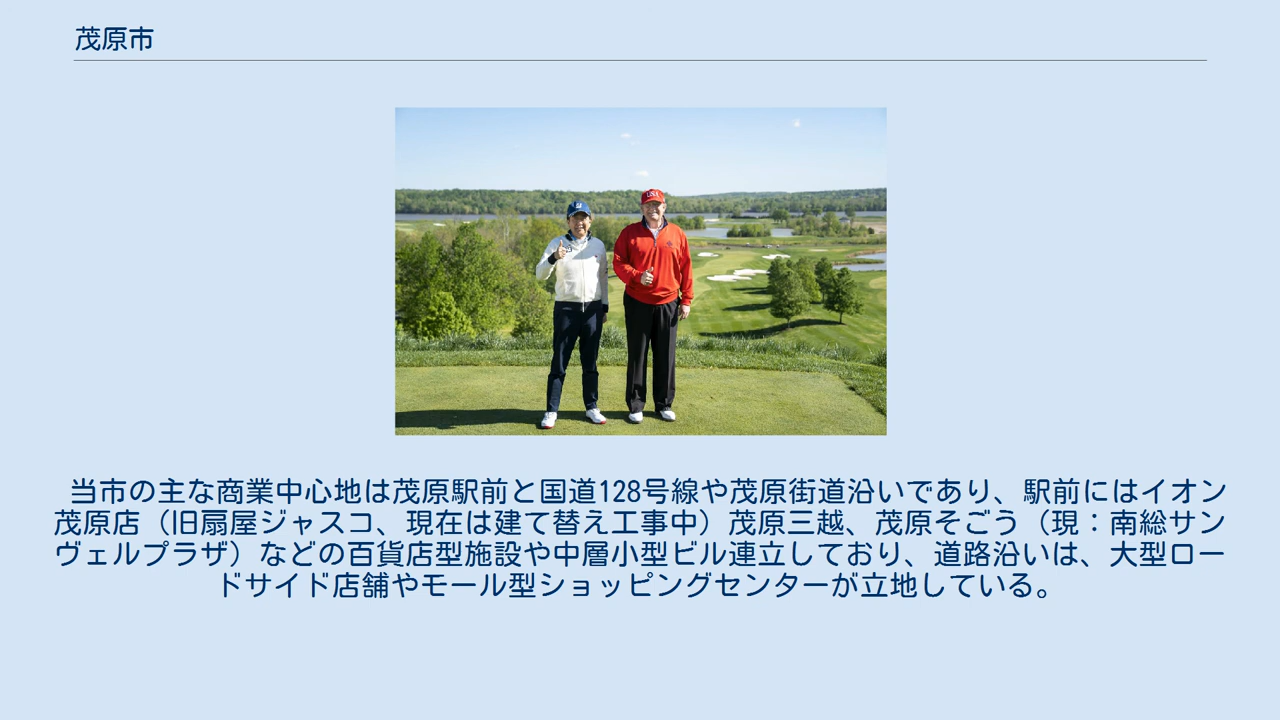 茂原市
USA
当市の主な商業中心地は茂原駅前と国道128号線や茂原街道沿いであり、駅前にはイオン
茂原店（旧扇屋ジャスコ、現在は建て替え工事中）茂原三越、茂原そごう（現：南総サン
ヴェルプラザ）などの百貨店型施設や中層小型ビル連立しており、道路沿いは、大型ロー
ドサイド店舗やモール型ショッピングセンターが立地している。